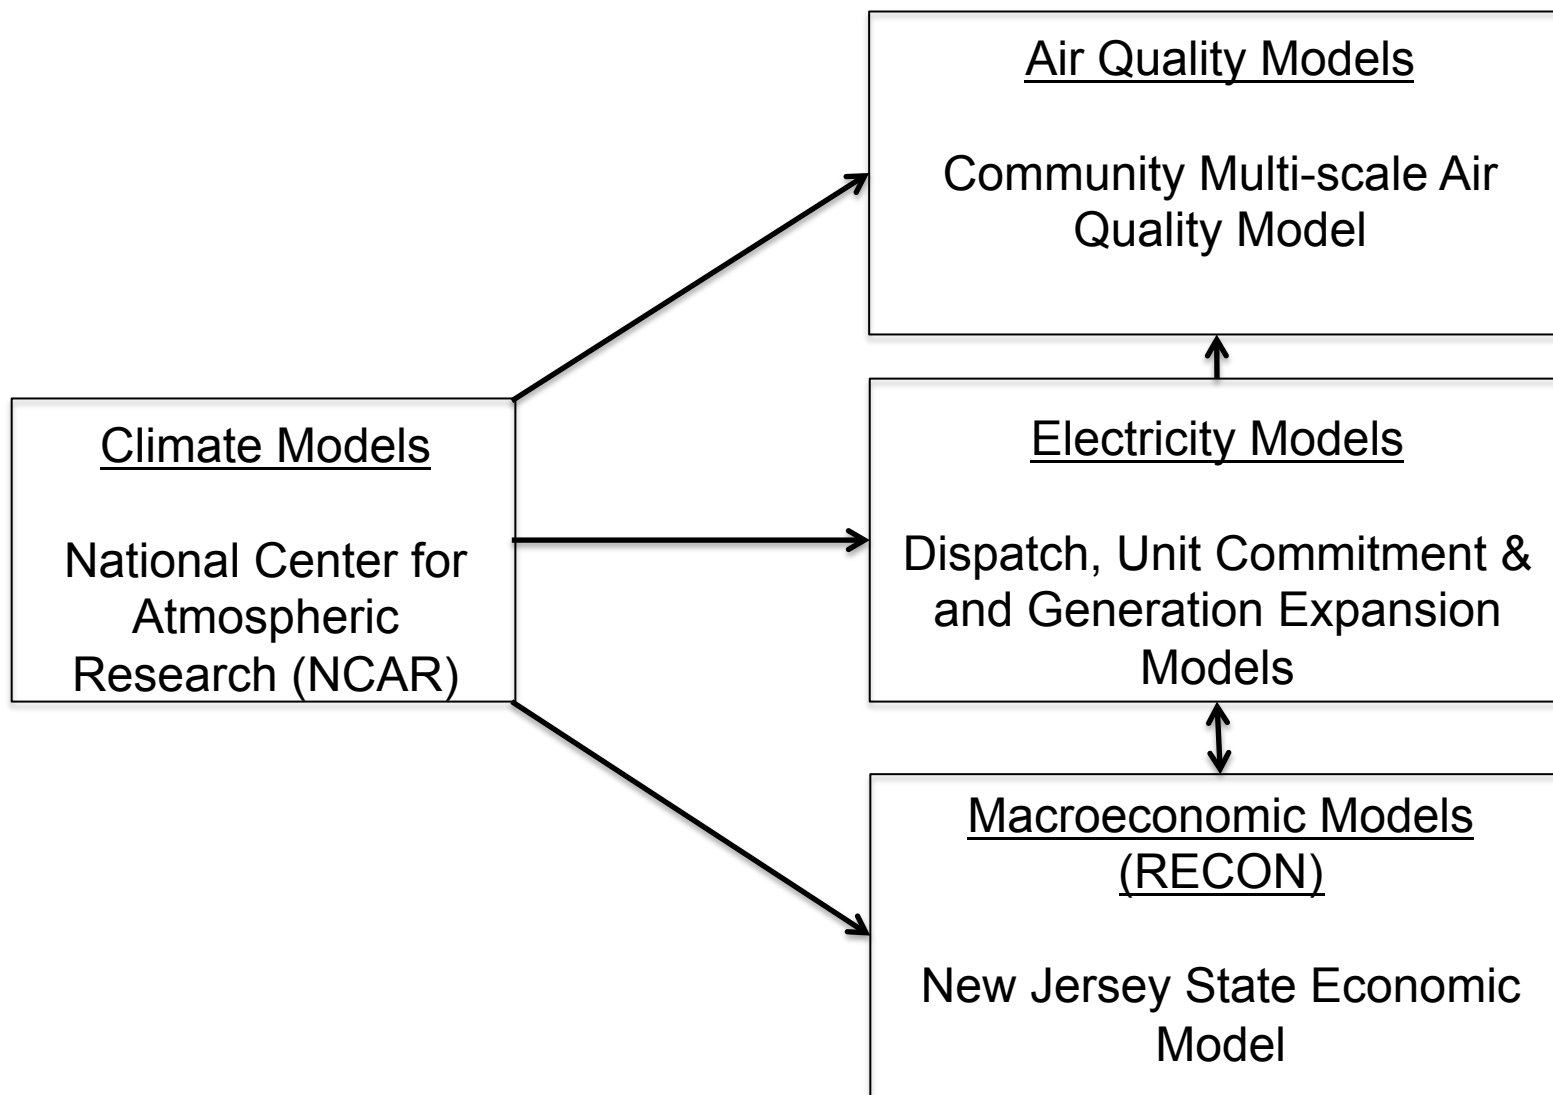 Air Quality Models
Community Multi-scale Air
Quality Model
Climate Models
National Center for
Atmospheric
Research (NCAR)
Electricity Models
Dispatch, Unit Commitment &
and Generation Expansion
Models
Macroeconomic Models
(RECON)
New Jersey State Economic
Model